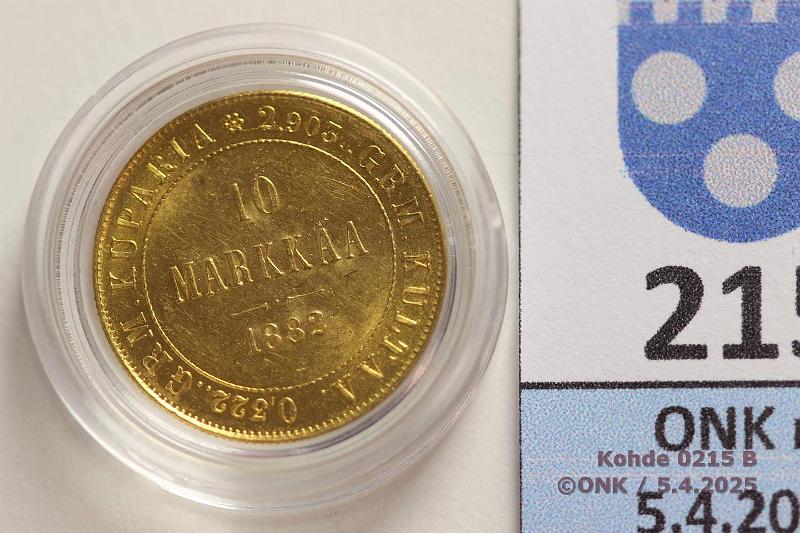 ✼ 2,903..GRM.KULTAA.
0,322..GRM.KUPARIA
10
MARKKAA
1882
215
ONK
5.4.20
Kohde 0215 B
©ONK / 5.4.2025